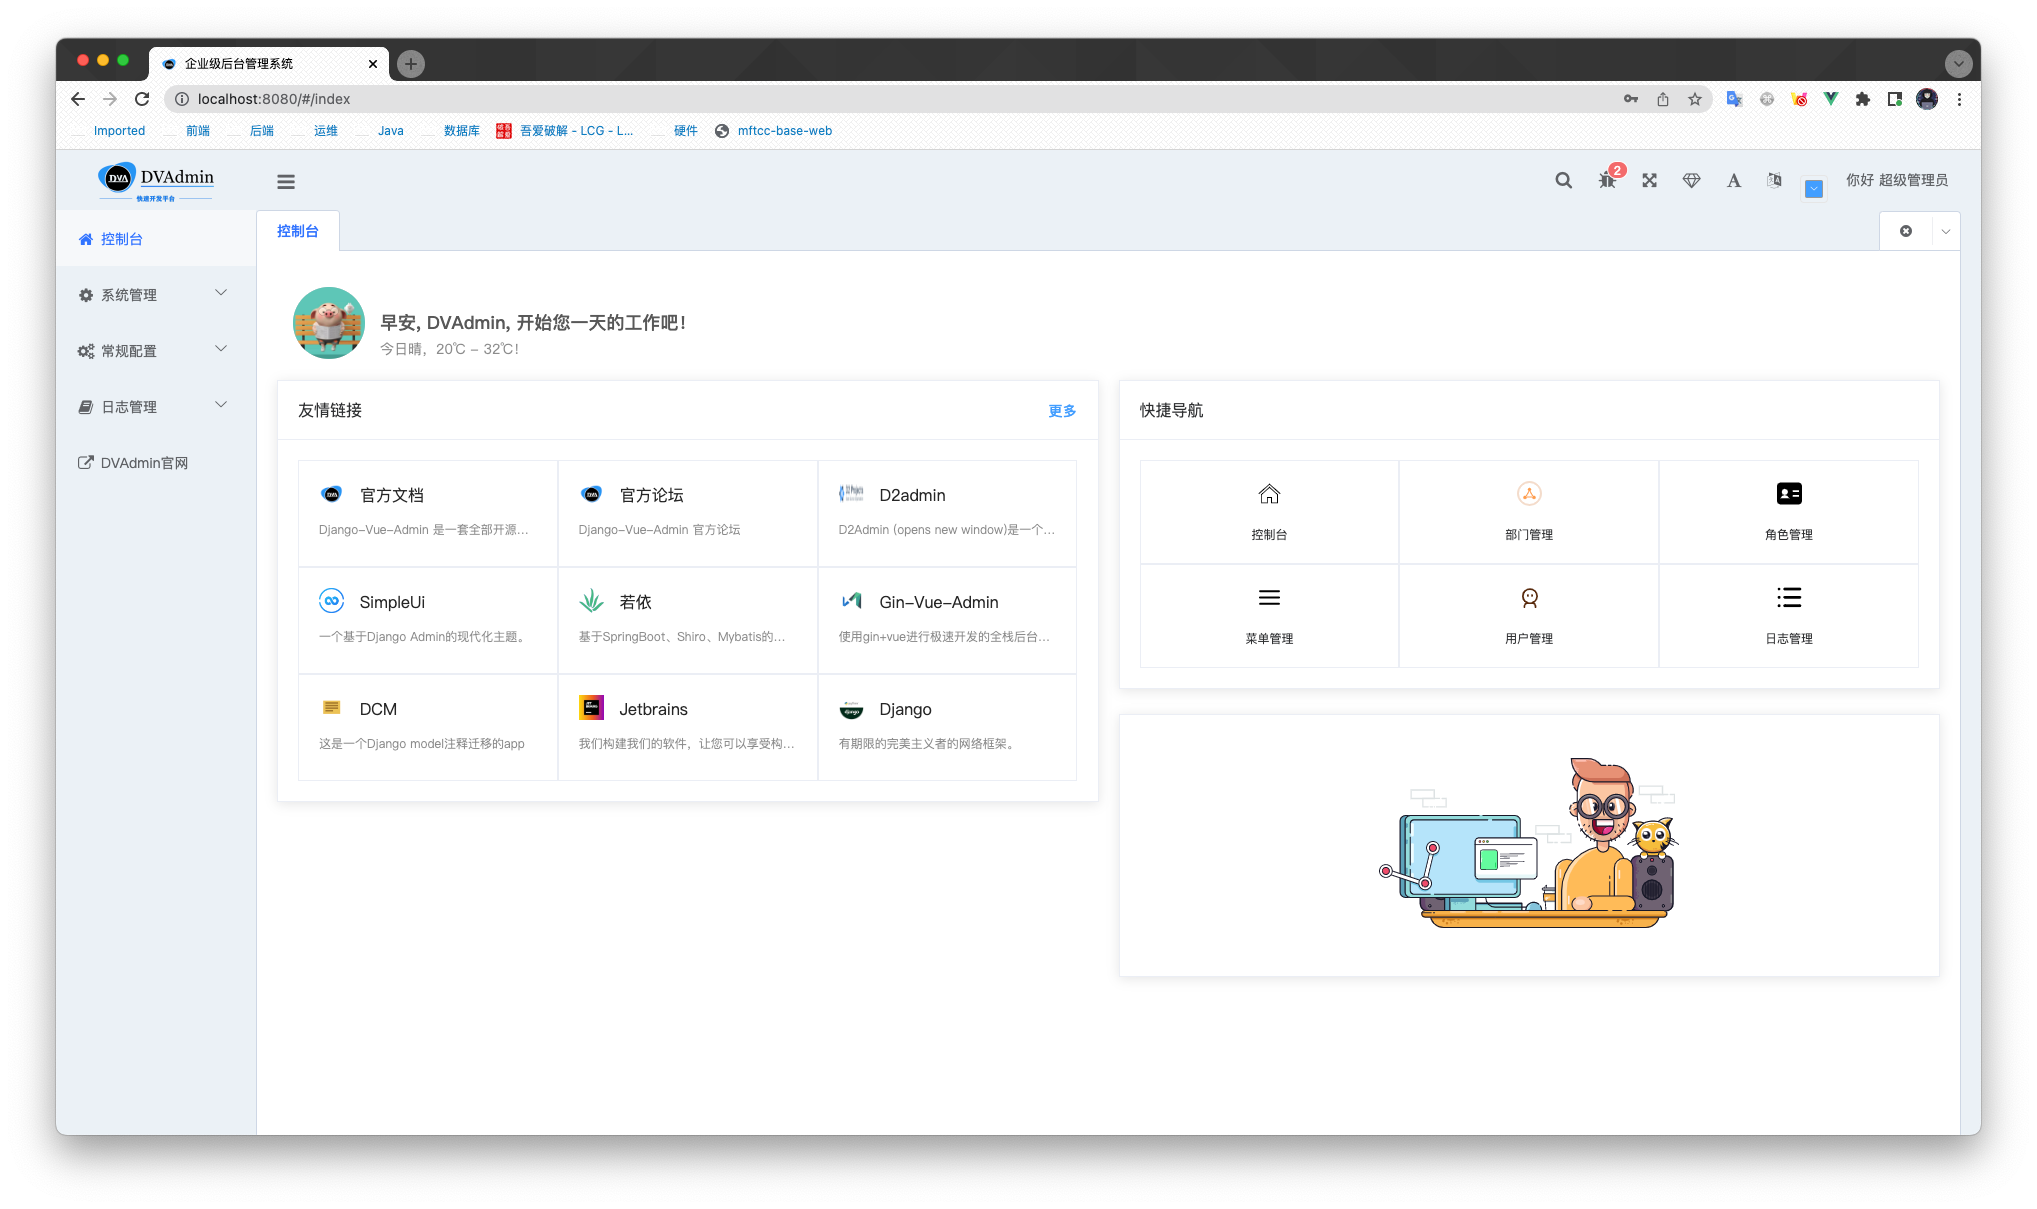 企业级后台管理系统
localhost:8080/#/index
Imported 前端 后端 运维 Java 数据库 吾爱破解 - LCG - L... 硬件 mftcc-base-web
DVA DVAdmin
快速开发平台
2
你好 超级管理员
控制台
系统管理
常规配置
日志管理
DVAdmin官网
控制台
早安, DVAdmin, 开始您一天的工作吧!
今日晴，20℃ - 32℃!
友情链接 更多
官方文档
Django-Vue-Admin 是一套全部开源...
官方论坛
Django-Vue-Admin 官方论坛
D2admin
D2Admin (opens new window)是一个...
SimpleUi
一个基于Django Admin的现代化主题。
若依
基于SpringBoot、Shiro、Mybatis的...
Gin-Vue-Admin
使用gin+vue进行极速开发的全栈后台...
DCM
这是一个Django model注释迁移的app
Jetbrains
我们构建我们的软件，让您可以享受构...
Django
有期限的完美主义者的网络框架。
快捷导航
控制台
部门管理
角色管理
菜单管理
用户管理
日志管理